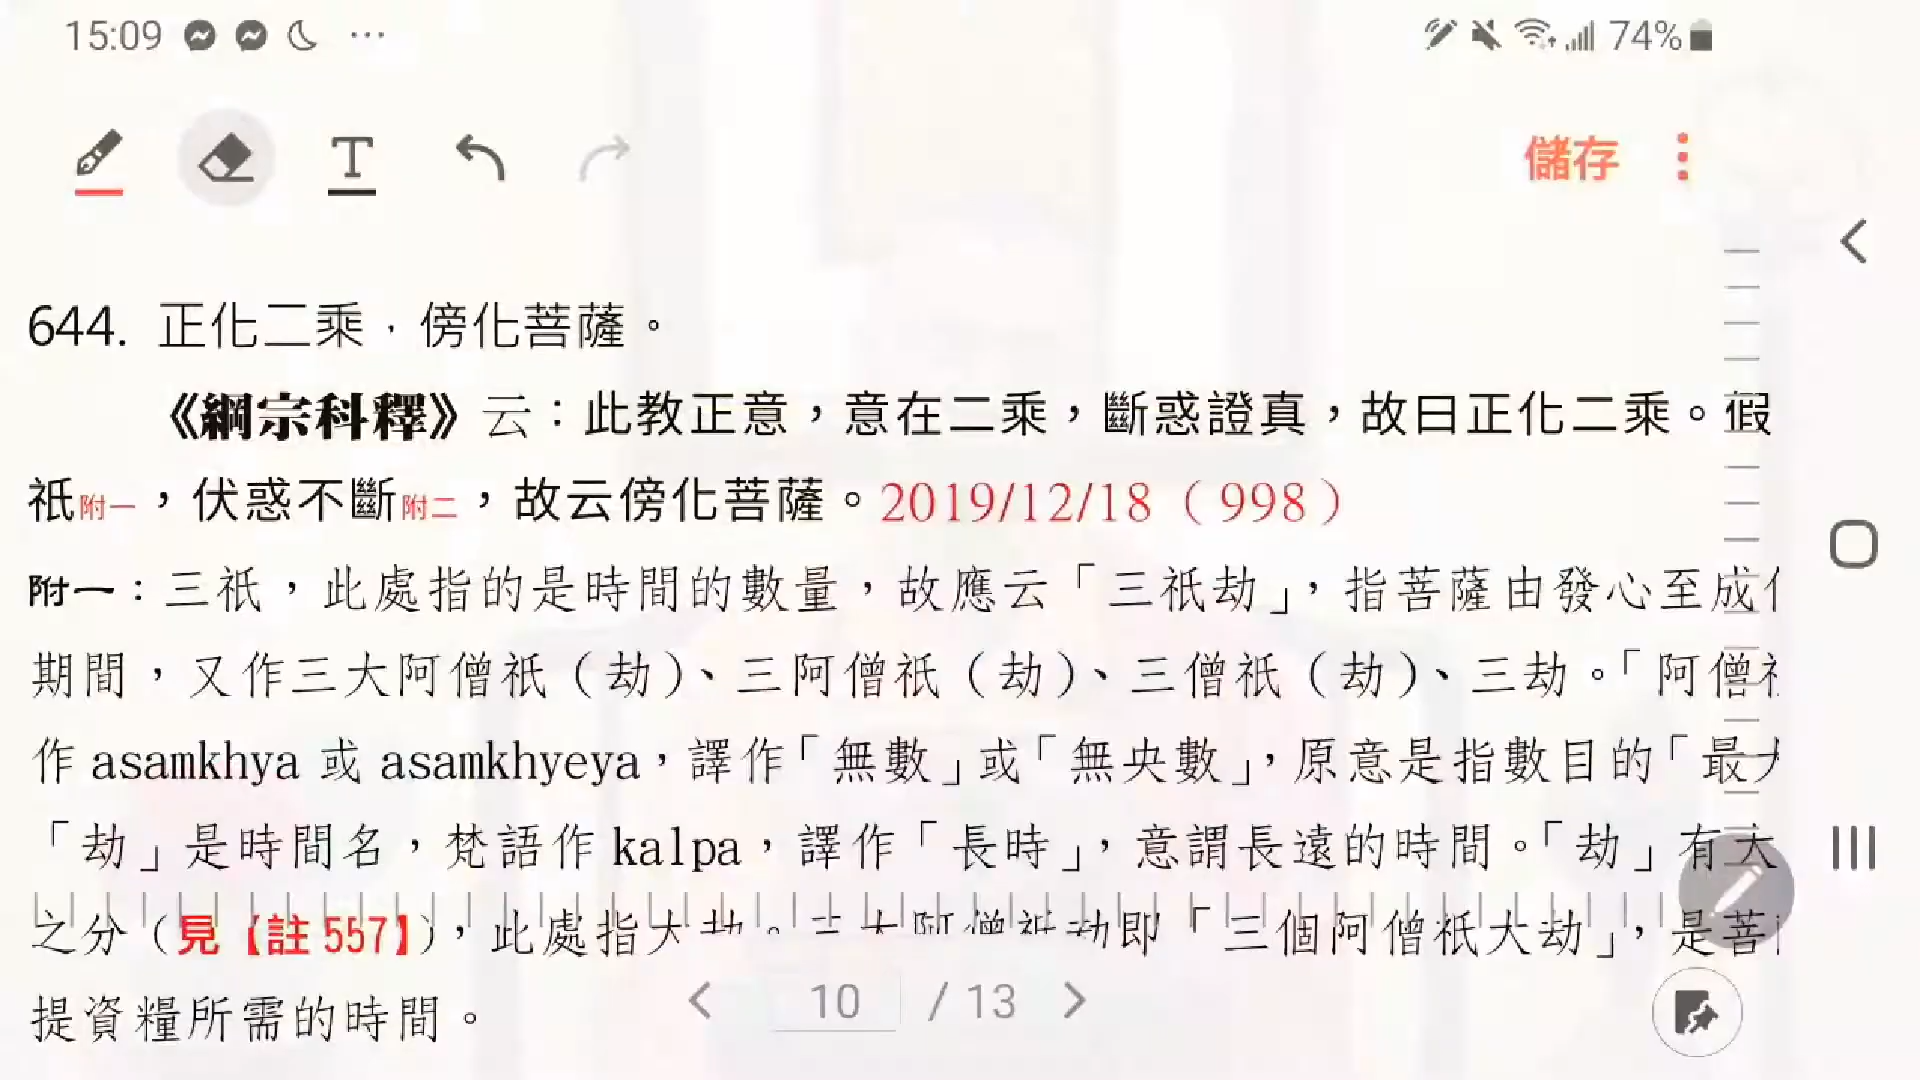 15:09
74%
T
儲存
644. 正化二乘，傍化菩薩。
《綱宗科釋》云：此教正意，意在二乘，斷惑證真，故曰正化二乘。假
祇附一，伏惑不斷附二，故云傍化菩薩。2019/12/18（998）
附一：三祇，此處指的是時間的數量，故應云「三祇劫」，指菩薩由發心至成
期間，又作三大阿僧祇（劫）、三阿僧祇（劫）、三僧祇（劫）、三劫。「阿僧
作 asamkhya 或 asamkhyeya，譯作「無數」或「無央數」，原意是指數目的「最
「劫」是時間名，梵語作 kalpa，譯作「長時」，意謂長遠的時間。「劫」有大
之分（見【註 557】），此處指大劫。三大阿僧祇劫即「三個阿僧祇大劫」，是菩
提資糧所需的時間。
10 / 13